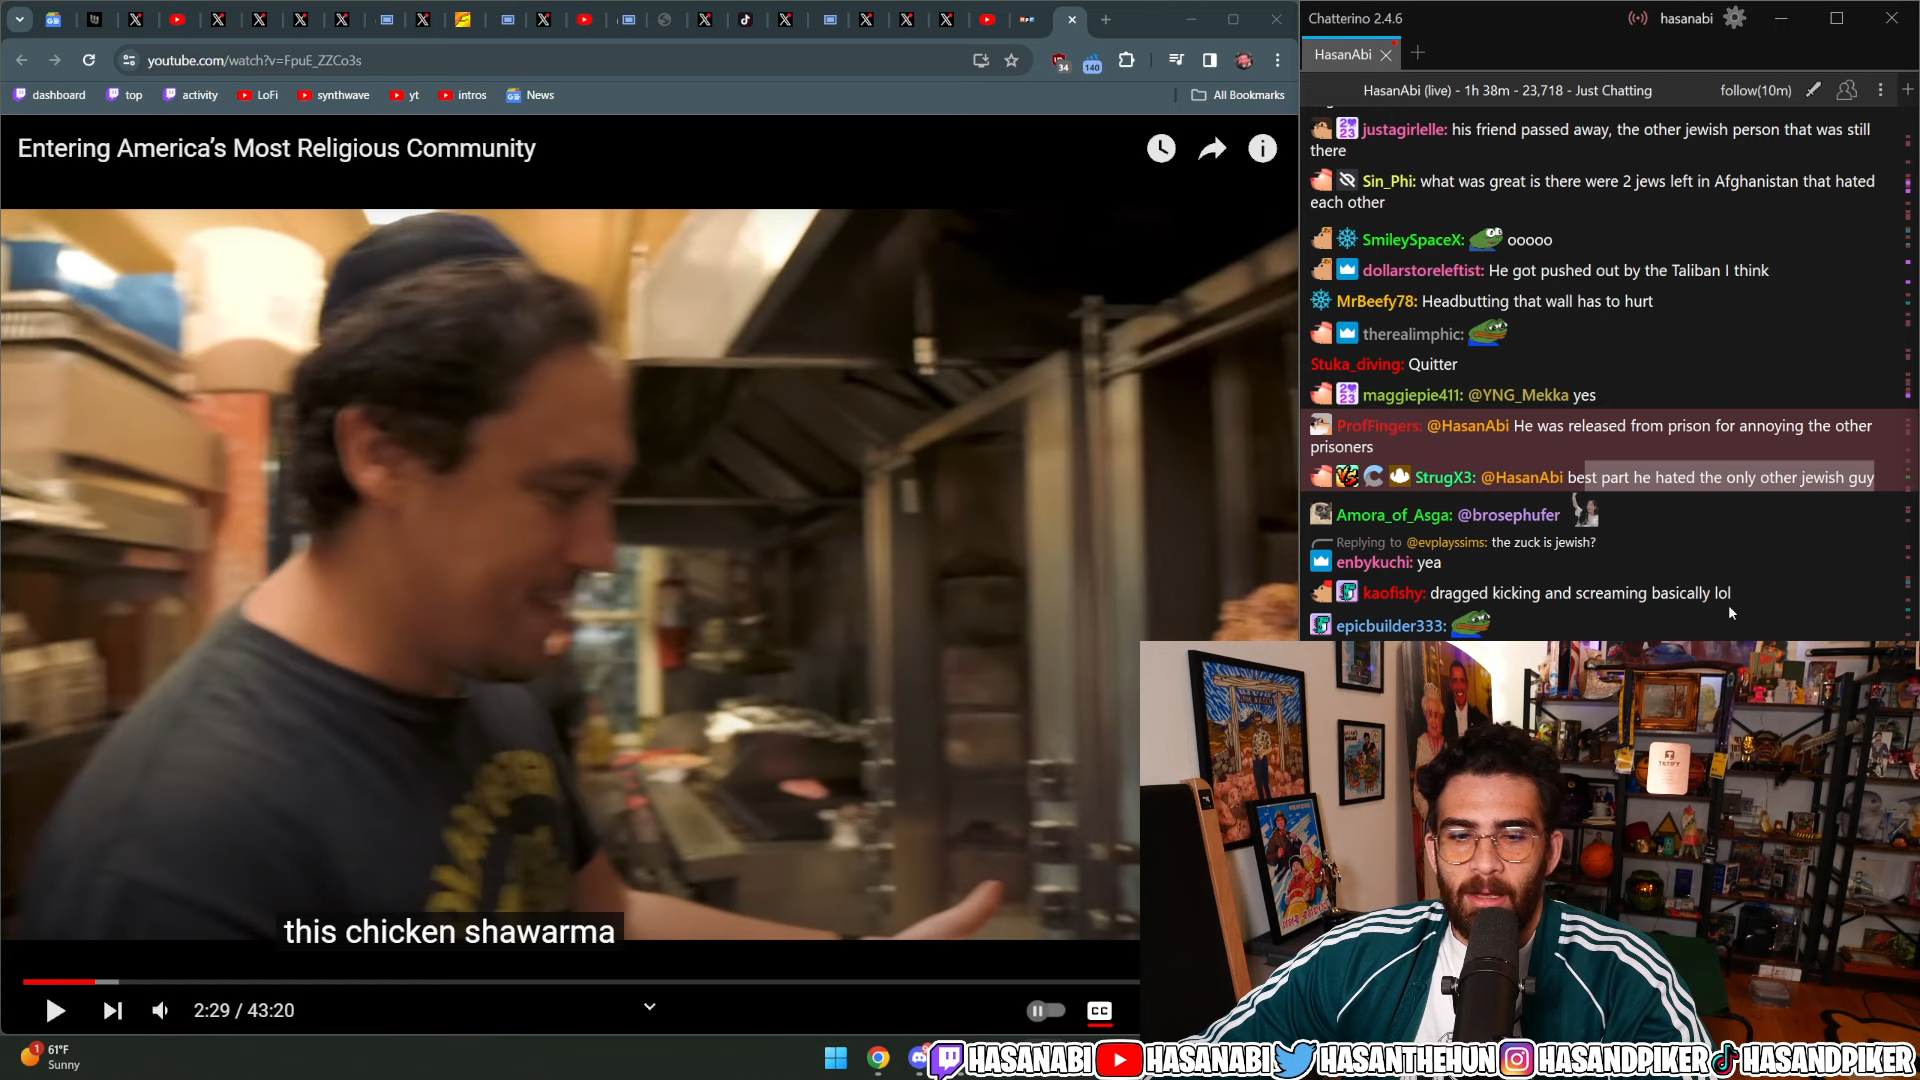 youtube.com/watch?v=FpuE_ZZCo3s
34
140
dashboard
top
activity
LoFi
synthwave
yt
intros
News
All Bookmarks
Entering America's Most Religious Community
this chicken shawarma
2:29 / 43:20
CC
1
61°F
Sunny
Chatterino 2.4.6
hasanabi
HasanAbi
HasanAbi (live) - 1h 38m - 23,718 - Just Chatting
follow(10m)
justagirlelle: his friend passed away, the other jewish person that was still
there
Sin_Phi: what was great is there were 2 jews left in Afghanistan that hated
each other
SmileySpaceX: ooooo
dollarstoreleftist: He got pushed out by the Taliban I think
MrBeefy78: Headbutting that wall has to hurt
therealimphic:
Stuka_diving: Quitter
maggiepie411: @YNG_Mekka yes
ProfFingers: @HasanAbi He was released from prison for annoying the other
prisoners
StrugX3: @HasanAbi best part he hated the only other jewish guy
Amora_of_Asga: @brosephufer
Replying to @evplayssims: the zuck is jewish?
enbykuchi: yea
kaofishy: dragged kicking and screaming basically lol
epicbuilder333:
HASANABI HASANABI HASANTHEHUN HASANDPIKER HASANDPIKER